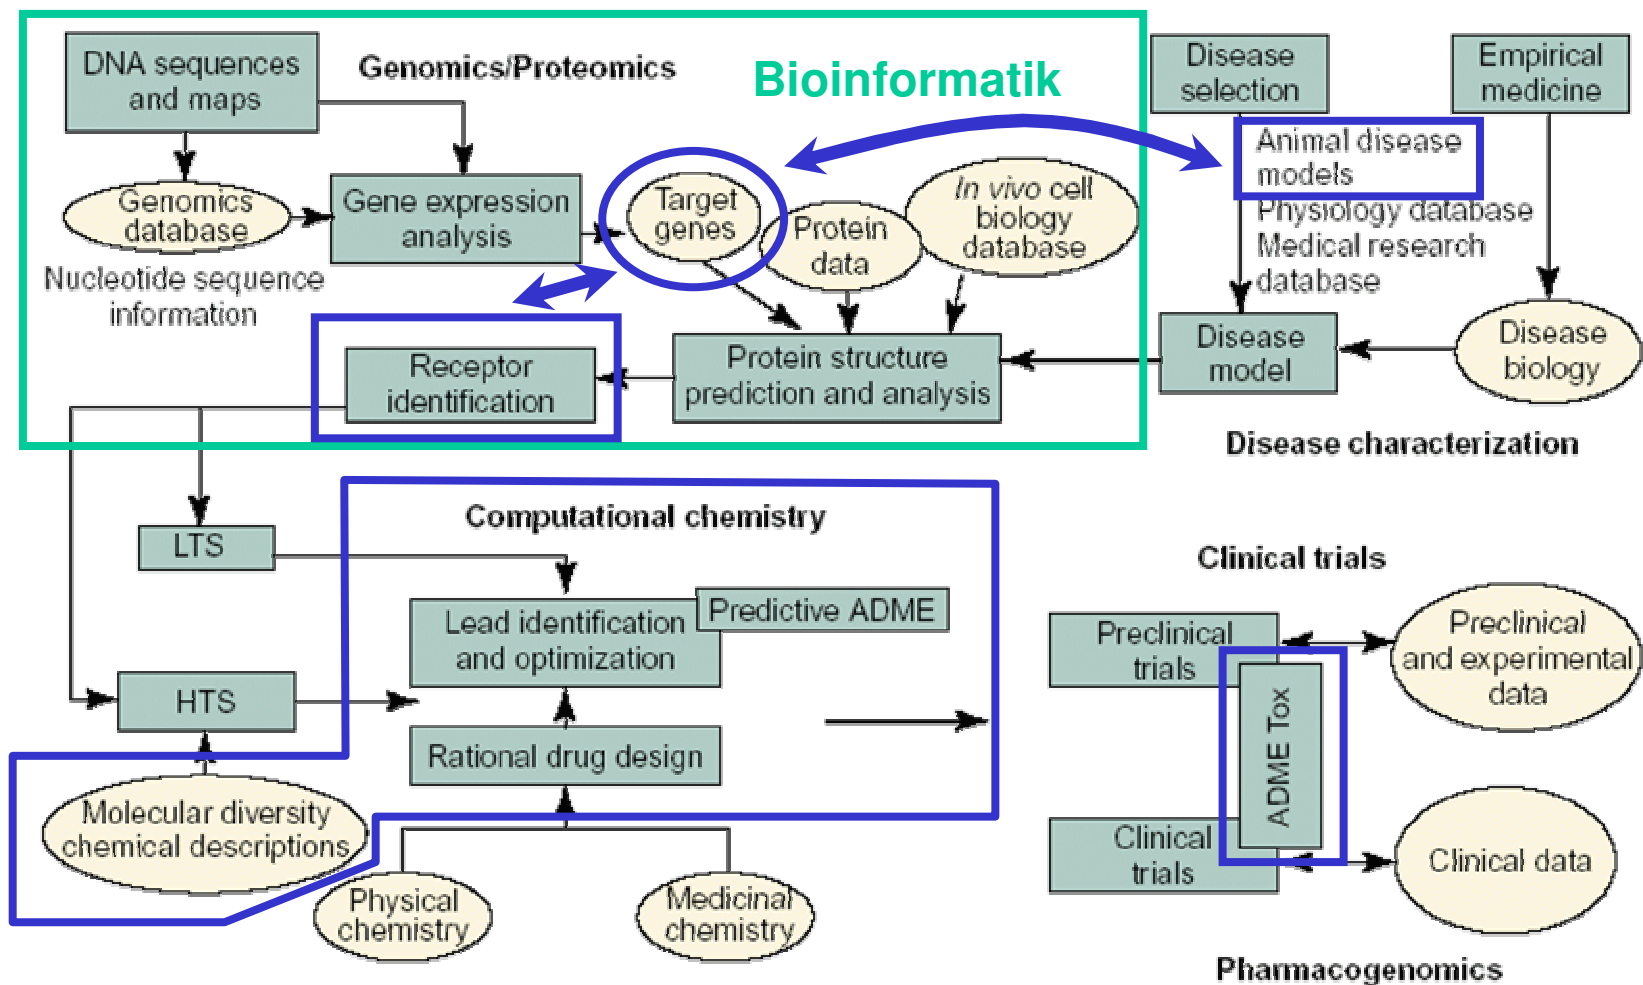 DNA sequences
and maps
Genomics/Proteomics
Bioinformatik
Disease
selection
Empirical
medicine
Genomics
database
Nucleotide sequence
information
Gene expression
analysis
Target
genes
Protein
data
In vivo cell
biology
database
Animal disease
models
Physiology database
Medical research
database
Receptor
identification
Protein structure
prediction and analysis
Disease
model
Disease
biology
Disease characterization
Computational chemistry
LTS
Lead identification
and optimization
Predictive ADME
HTS
Rational drug design
Molecular diversity
chemical descriptions
Physical
chemistry
Medicinal
chemistry
Clinical trials
Preclinical
trials
Preclinical
and experimental
data
ADME Tox
Clinical
trials
Clinical data
Pharmacogenomics